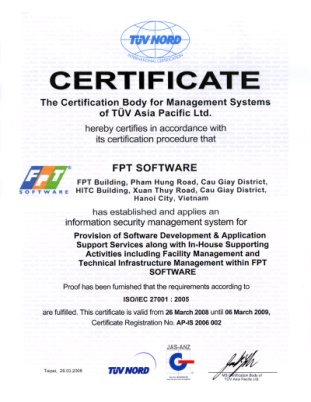 TÜV NORD
CERTIFICATE
The Certification Body for Management Systems
of TÜV Asia Pacific Ltd.
hereby certifies in accordance with
its certification procedure that
FPT SOFTWARE
FPT
SOFTWARE
FPT Building, Pham Hung Road, Cau Giay District,
HITC Building, Xuan Thuy Road, Cau Giay District,
Hanoi City, Vietnam
has established and applies an
information security management system for
Provision of Software Development & Application
Support Services along with In-House Supporting
Activities including Facility Management and
Technical Infrastructure Management within FPT
SOFTWARE
Proof has been furnished that the requirements according to
ISO/IEC 27001 : 2005
are fulfilled. This certificate is valid from 26 March 2008 until 06 March 2009,
Certificate Registration No. AP-IS 2006 002
JAS-ANZ
Taipei, 26.03.2008
TÜV NORD
MS Certification Body of
TÜV Asia Pacific Ltd